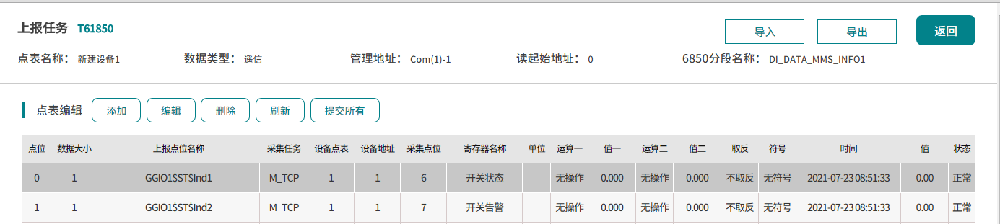 上报任务 T61850 导入 导出 返回
点表名称： 新建设备1 数据类型： 遥信 管理地址： Com(1)-1 读起始地址： 0 6850分段名称： DI_DATA_MMS_INFO1
点表编辑 添加 编辑 删除 刷新 提交所有
点位 数据大小 上报点位名称 采集任务 设备点表 设备地址 采集点位 寄存器名称 单位 运算一 值一 运算二 值二 取反 符号 时间 值 状态
0 1 GGIO1$ST$Ind1 M_TCP 1 1 6 开关状态 无操作 0.000 无操作 0.000 不取反 无符号 2021-07-23 08:51:33 0.00 正常
1 1 GGIO1$ST$Ind2 M_TCP 1 1 7 开关告警 无操作 0.000 无操作 0.000 不取反 无符号 2021-07-23 08:51:33 0.00 正常